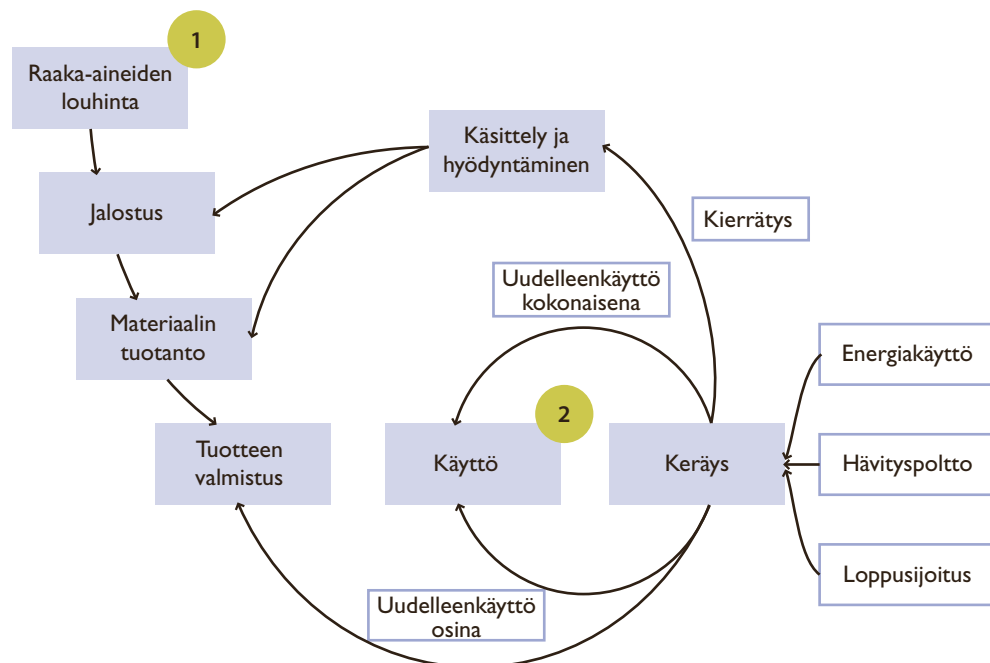 1
Raaka-aineiden
louhinta
Käsittely ja
hyödyntäminen
Jalostus
Kierrätys
Uudelleenkäyttö
kokonaisena
Materiaalin
tuotanto
Energiakäyttö
2
Tuotteen
valmistus
Käyttö
Keräys
Hävityspoltto
Loppusijoitus
Uudelleenkäyttö
osina